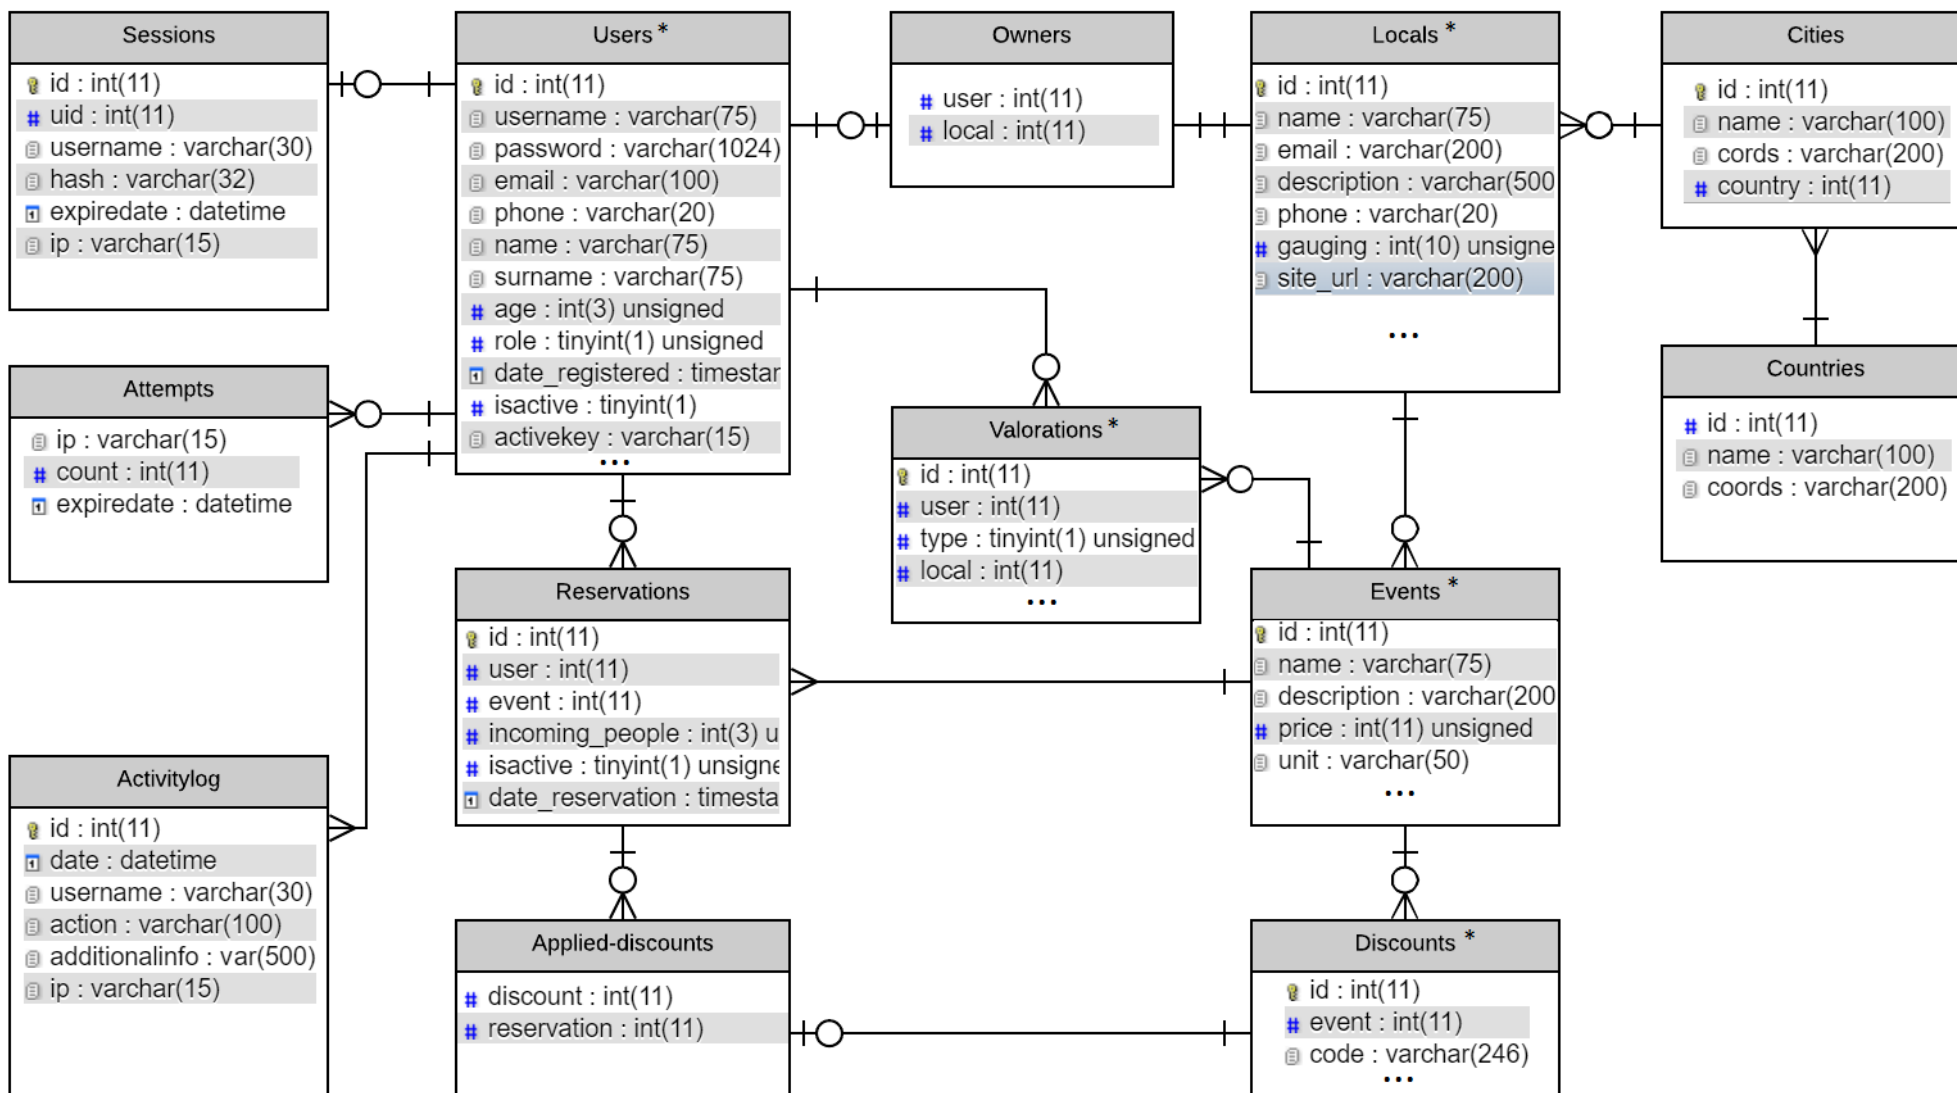 Sessions
id : int(11)
uid : int(11)
username : varchar(30)
hash : varchar(32)
expiredate : datetime
ip : varchar(15)
Users *
id : int(11)
username : varchar(75)
password : varchar(1024)
email : varchar(100)
phone : varchar(20)
name : varchar(75)
surname : varchar(75)
age : int(3) unsigned
role : tinyint(1) unsigned
date_registered : timestar
isactive : tinyint(1)
activekey : varchar(15)
...
Owners
user : int(11)
local : int(11)
Locals *
id : int(11)
name : varchar(75)
email : varchar(200)
description : varchar(500
phone : varchar(20)
gauging : int(10) unsigne
site_url : varchar(200)
...
Cities
id : int(11)
name : varchar(100)
cords : varchar(200)
country : int(11)
Attempts
ip : varchar(15)
count : int(11)
expiredate : datetime
Valorations *
id : int(11)
user : int(11)
type : tinyint(1) unsigned
local : int(11)
...
Countries
id : int(11)
name : varchar(100)
coords : varchar(200)
Reservations
id : int(11)
user : int(11)
event : int(11)
incoming_people : int(3) u
isactive : tinyint(1) unsigne
date_reservation : timesta
Events *
id : int(11)
name : varchar(75)
description : varchar(200
price : int(11) unsigned
unit : varchar(50)
...
Activitylog
id : int(11)
date : datetime
username : varchar(30)
action : varchar(100)
additionalinfo : var(500)
ip : varchar(15)
Applied-discounts
discount : int(11)
reservation : int(11)
Discounts *
id : int(11)
event : int(11)
code : varchar(246)
...